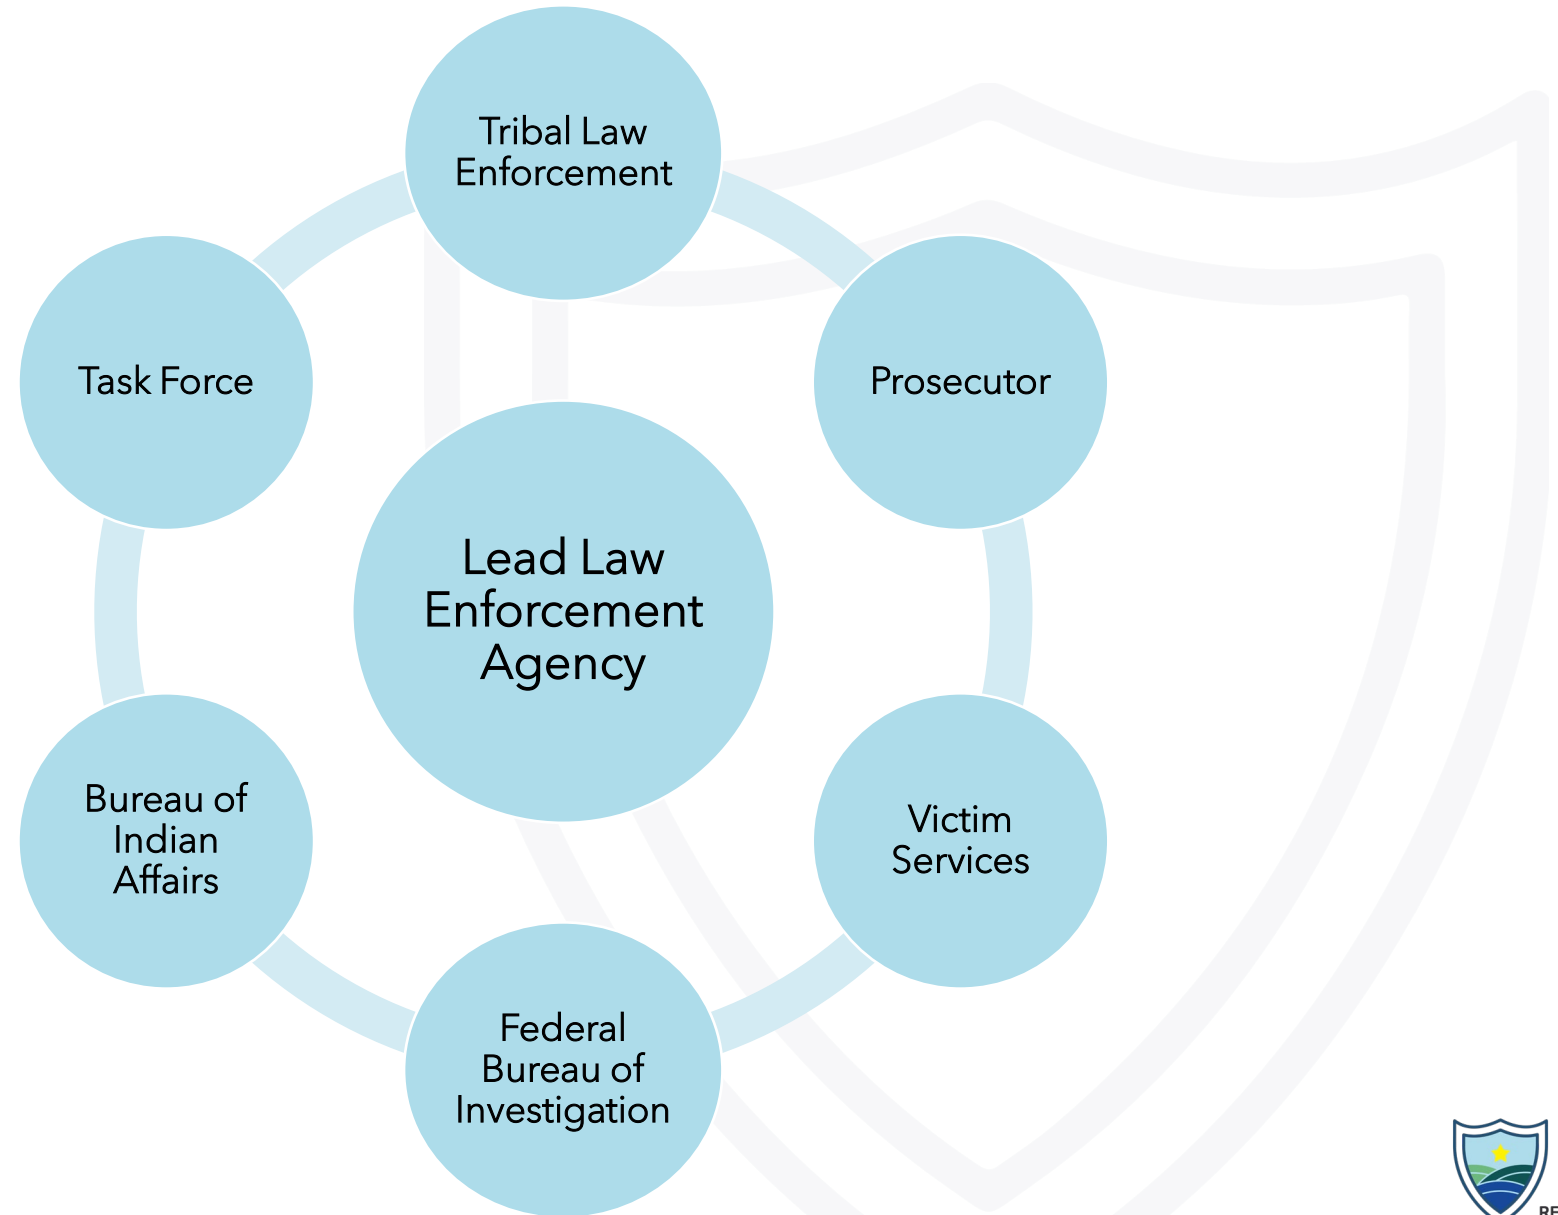 Tribal Law
Enforcement
Task Force
Prosecutor
Lead Law
Enforcement
Agency
Bureau of
Indian
Affairs
Victim
Services
Federal
Bureau of
Investigation
RE